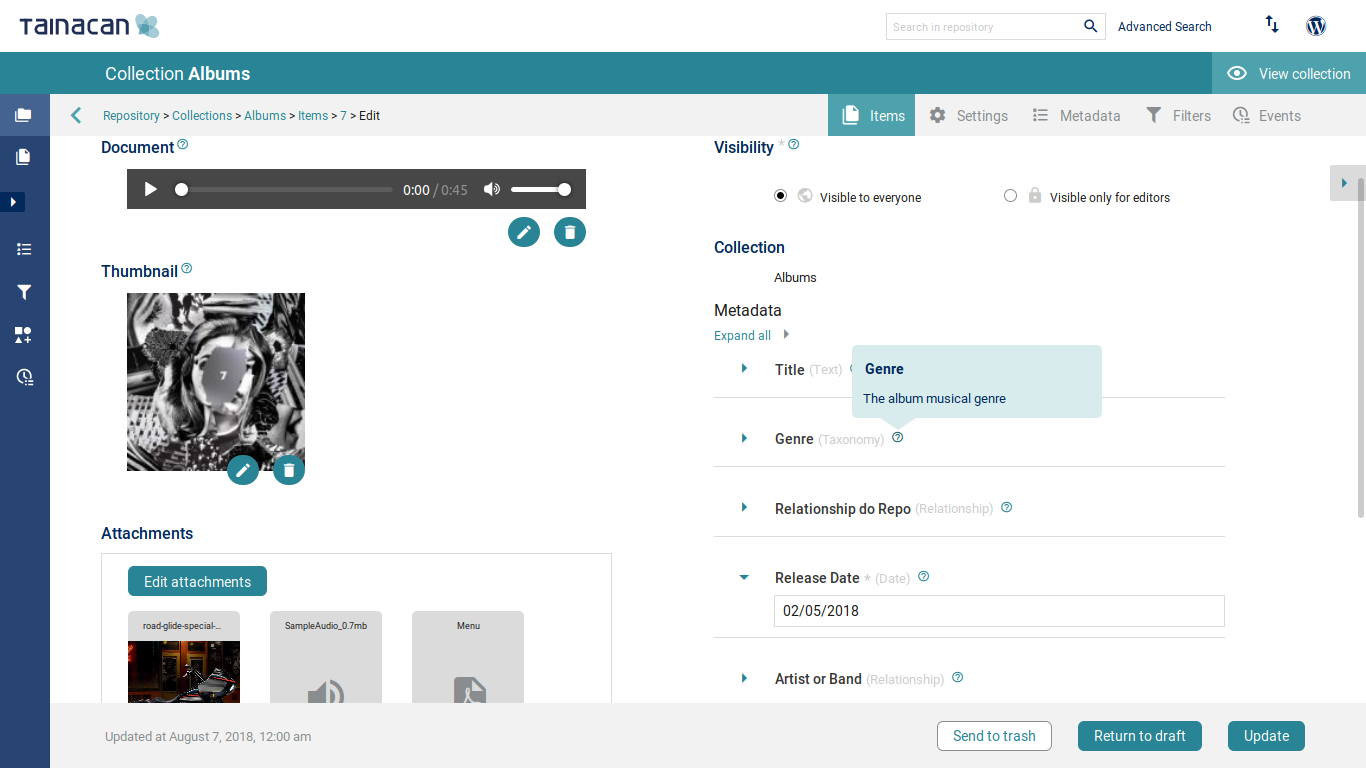 TAINACAN
Search in repository
Advanced Search
Collection Albums
View collection
Repository > Collections > Albums > Items > 7 > Edit
Items
Settings
Metadata
Filters
Events
Document
0:00 / 0:45
Thumbnail
7
Attachments
Edit attachments
road-glide-special-...
SampleAudio_0.7mb
Menu
Visibility *
Visible to everyone
Visible only for editors
Collection
Albums
Metadata
Expand all
Title (Text)
Genre
The album musical genre
Genre (Taxonomy)
Relationship do Repo (Relationship)
Release Date * (Date)
02/05/2018
Artist or Band (Relationship)
Updated at August 7, 2018, 12:00 am
Send to trash
Return to draft
Update